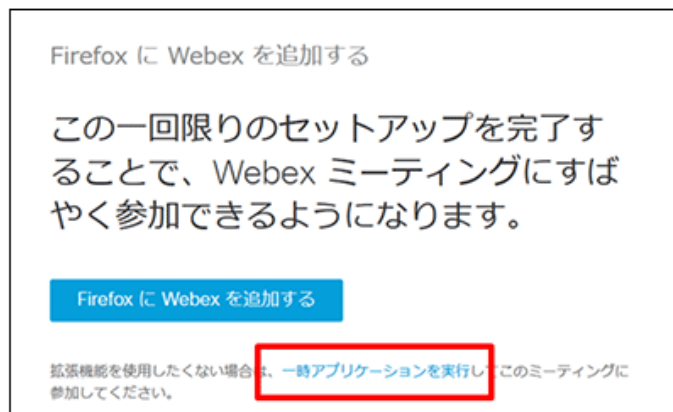 Firefox に Webex を追加する
この一回限りのセットアップを完了す
ることで、Webex ミーティングにすば
やく参加できるようになります。
Firefox に Webex を追加する
拡張機能を使用したくない場合は、一時アプリケーションを実行してこのミーティングに
参加してください。